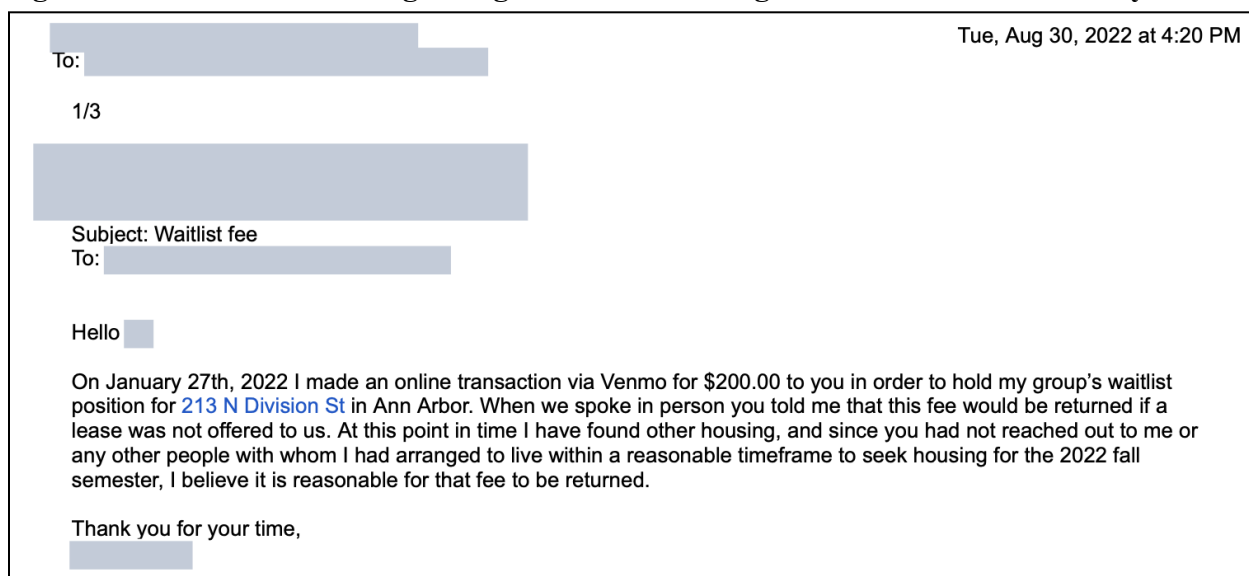 Tue, Aug 30, 2022 at 4:20 PM
To:
1/3
Subject: Waitlist fee
To:
Hello
On January 27th, 2022 I made an online transaction via Venmo for $200.00 to you in order to hold my group's waitlist
position for 213 N Division St in Ann Arbor. When we spoke in person you told me that this fee would be returned if a
lease was not offered to us. At this point in time I have found other housing, and since you had not reached out to me or
any other people with whom I had arranged to live within a reasonable timeframe to seek housing for the 2022 fall
semester, I believe it is reasonable for that fee to be returned.
Thank you for your time,